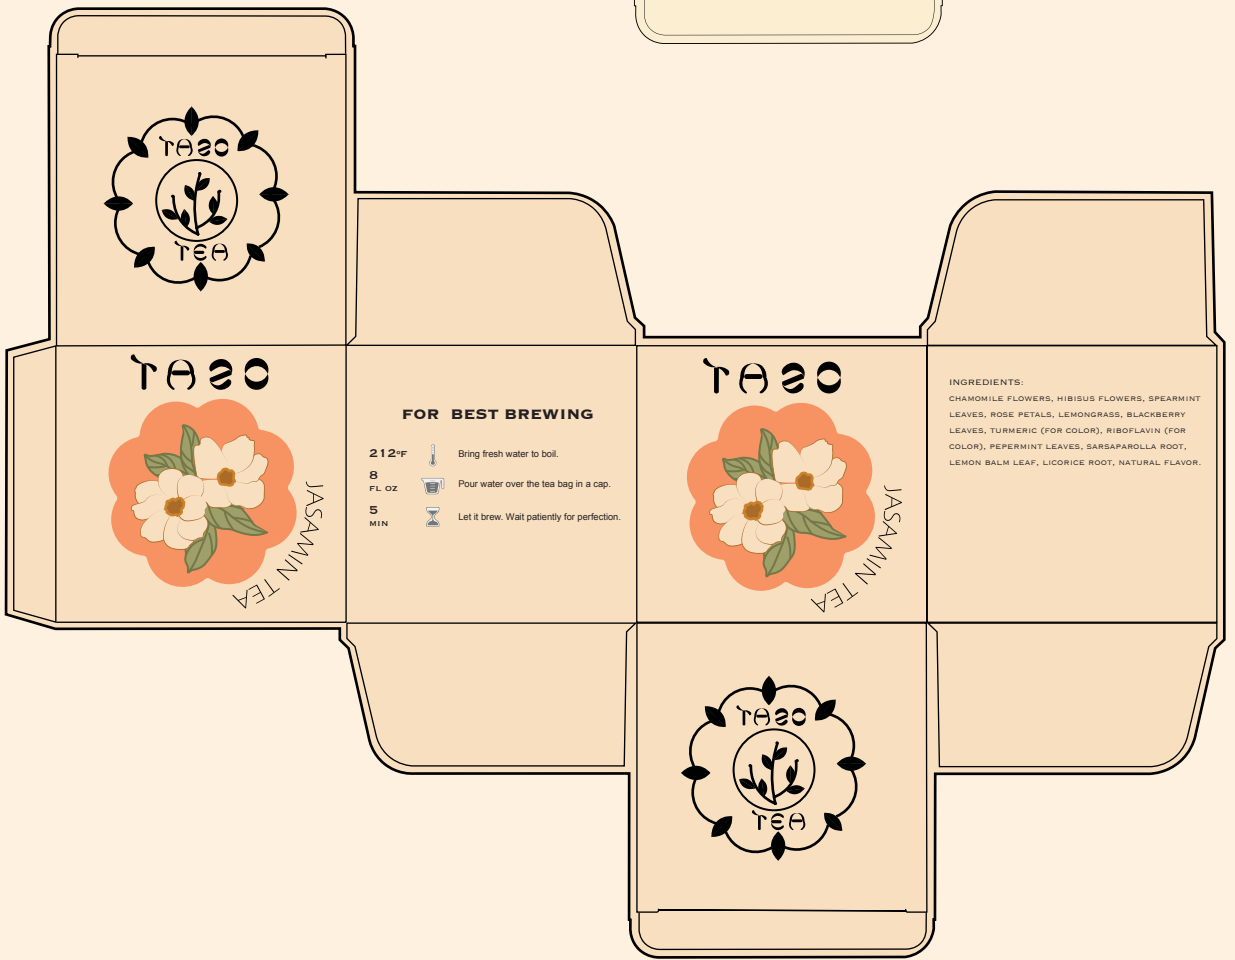 TASO
TEA
TASO
JASAMIN TEA
FOR BEST BREWING
212°F
Bring fresh water to boil.
8
FL OZ
Pour water over the tea bag in a cap.
5
MIN
Let it brew. Wait patiently for perfection.
TASO
JASAMIN TEA
INGREDIENTS:
CHAMOMILE FLOWERS, HIBISUS FLOWERS, SPEARMINT
LEAVES, ROSE PETALS, LEMONGRASS, BLACKBERRY
LEAVES, TURMERIC (FOR COLOR), RIBOFLAVIN (FOR
COLOR), PEPERMINT LEAVES, SARSAPAROLLA ROOT,
LEMON BALM LEAF, LICORICE ROOT, NATURAL FLAVOR.
TASO
TEA